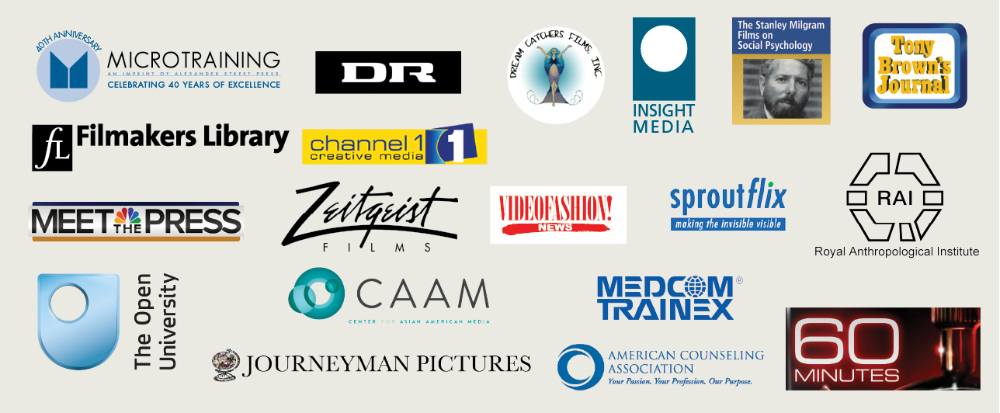 40TH ANNIVERSARY
MICROTRAINING
AN IMPRINT OF ALEXANDER STREET PRESS
CELEBRATING 40 YEARS OF EXCELLENCE
DR
DREAM CATCHERS FILMS, INC
INSIGHT
MEDIA
The Stanley Milgram
Films on
Social Psychology
Tony
Brown's
Journal
fL
Filmakers Library
channel 1
creative media
1
MEET THE PRESS
Zeitgeist
FILMS
VIDEOFASHION!
NEWS
sproutflix
making the invisible visible
RAI
Royal Anthropological Institute
The Open
University
CAAM
CENTER FOR ASIAN AMERICAN MEDIA
MEDCOM®
TRAINEX
60
MINUTES
JOURNEYMAN PICTURES
AMERICAN COUNSELING
ASSOCIATION
Your Passion. Your Profession. Our Purpose.